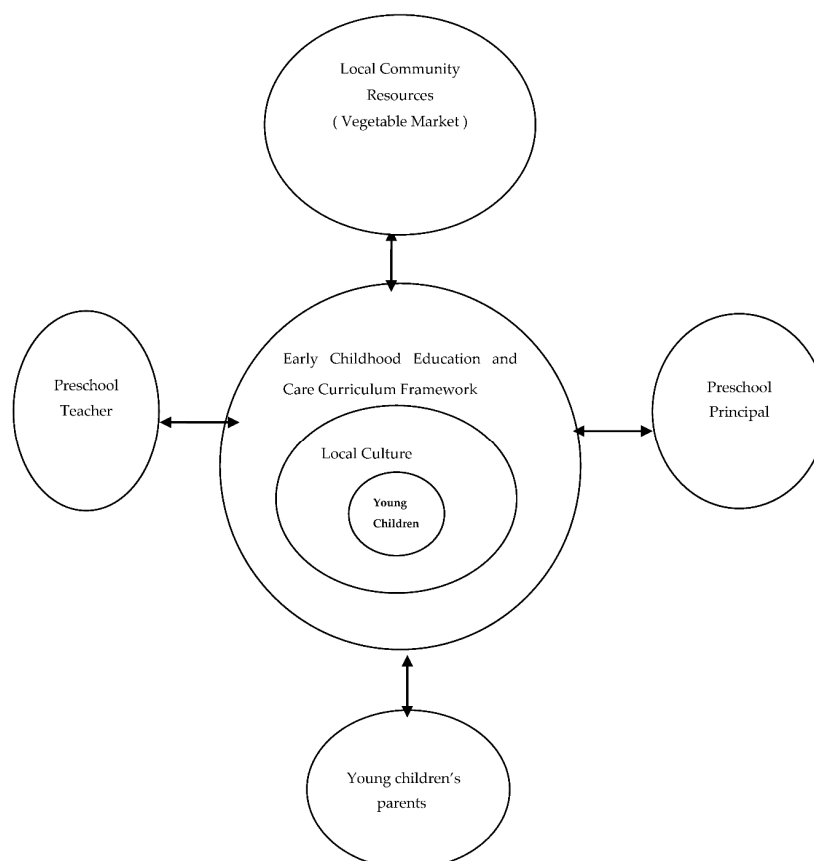 Local Community
Resources
( Vegetable Market )
Early Childhood Education and
Care Curriculum Framework
Preschool
Teacher
Preschool
Principal
Local Culture
Young
Children
Young children’s
parents